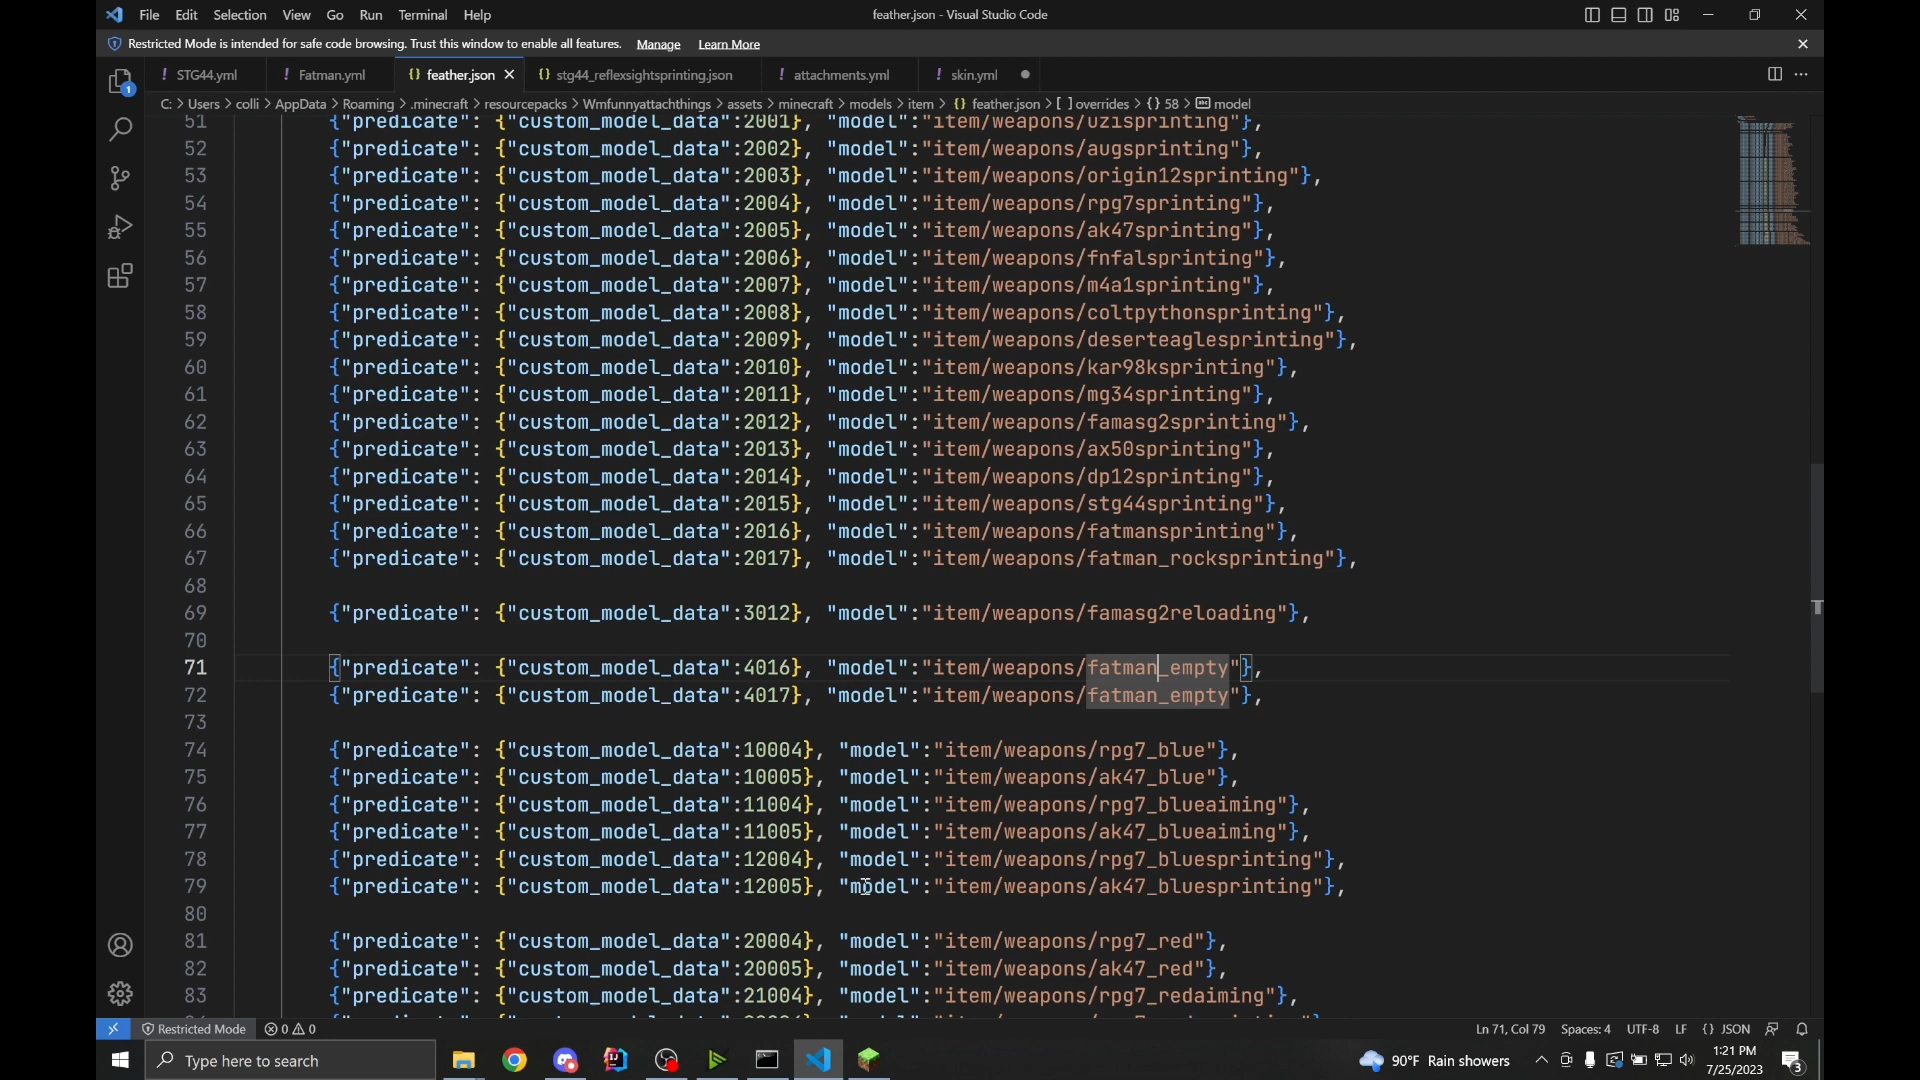 File Edit Selection View Go Run Terminal Help
feather.json - Visual Studio Code
Restricted Mode is intended for safe code browsing. Trust this window to enable all features. Manage Learn More
! STG44.yml ! Fatman.yml {} feather.json {} stg44_reflexsightsprinting.json ! attachments.yml ! skin.yml
C: > Users > colli > AppData > Roaming > .minecraft > resourcepacks > Wmfunnyattachthings > assets > minecraft > models > item > {} feather.json > [ ] overrides > {} 58 > model
51 {"predicate": {"custom_model_data":2001}, "model":"item/weapons/uzisprinting"},
52 {"predicate": {"custom_model_data":2002}, "model":"item/weapons/augsprinting"},
53 {"predicate": {"custom_model_data":2003}, "model":"item/weapons/origin12sprinting"},
54 {"predicate": {"custom_model_data":2004}, "model":"item/weapons/rpg7sprinting"},
55 {"predicate": {"custom_model_data":2005}, "model":"item/weapons/ak47sprinting"},
56 {"predicate": {"custom_model_data":2006}, "model":"item/weapons/fnfalsprinting"},
57 {"predicate": {"custom_model_data":2007}, "model":"item/weapons/m4a1sprinting"},
58 {"predicate": {"custom_model_data":2008}, "model":"item/weapons/coltpythonsprinting"},
59 {"predicate": {"custom_model_data":2009}, "model":"item/weapons/deserteaglesprinting"},
60 {"predicate": {"custom_model_data":2010}, "model":"item/weapons/kar98ksprinting"},
61 {"predicate": {"custom_model_data":2011}, "model":"item/weapons/mg34sprinting"},
62 {"predicate": {"custom_model_data":2012}, "model":"item/weapons/famasg2sprinting"},
63 {"predicate": {"custom_model_data":2013}, "model":"item/weapons/ax50sprinting"},
64 {"predicate": {"custom_model_data":2014}, "model":"item/weapons/dp12sprinting"},
65 {"predicate": {"custom_model_data":2015}, "model":"item/weapons/stg44sprinting"},
66 {"predicate": {"custom_model_data":2016}, "model":"item/weapons/fatmansprinting"},
67 {"predicate": {"custom_model_data":2017}, "model":"item/weapons/fatman_rocksprinting"},
68
69 {"predicate": {"custom_model_data":3012}, "model":"item/weapons/famasg2reloading"},
70
71 {"predicate": {"custom_model_data":4016}, "model":"item/weapons/fatman_empty"},
72 {"predicate": {"custom_model_data":4017}, "model":"item/weapons/fatman_empty"},
73
74 {"predicate": {"custom_model_data":10004}, "model":"item/weapons/rpg7_blue"},
75 {"predicate": {"custom_model_data":10005}, "model":"item/weapons/ak47_blue"},
76 {"predicate": {"custom_model_data":11004}, "model":"item/weapons/rpg7_blueaiming"},
77 {"predicate": {"custom_model_data":11005}, "model":"item/weapons/ak47_blueaiming"},
78 {"predicate": {"custom_model_data":12004}, "model":"item/weapons/rpg7_bluesprinting"},
79 {"predicate": {"custom_model_data":12005}, "model":"item/weapons/ak47_bluesprinting"},
80
81 {"predicate": {"custom_model_data":20004}, "model":"item/weapons/rpg7_red"},
82 {"predicate": {"custom_model_data":20005}, "model":"item/weapons/ak47_red"},
83 {"predicate": {"custom_model_data":21004}, "model":"item/weapons/rpg7_redaiming"},
Restricted Mode 0 0 Ln 71, Col 79 Spaces: 4 UTF-8 LF {} JSON
Type here to search 90°F Rain showers 1:21 PM
7/25/2023
3
1